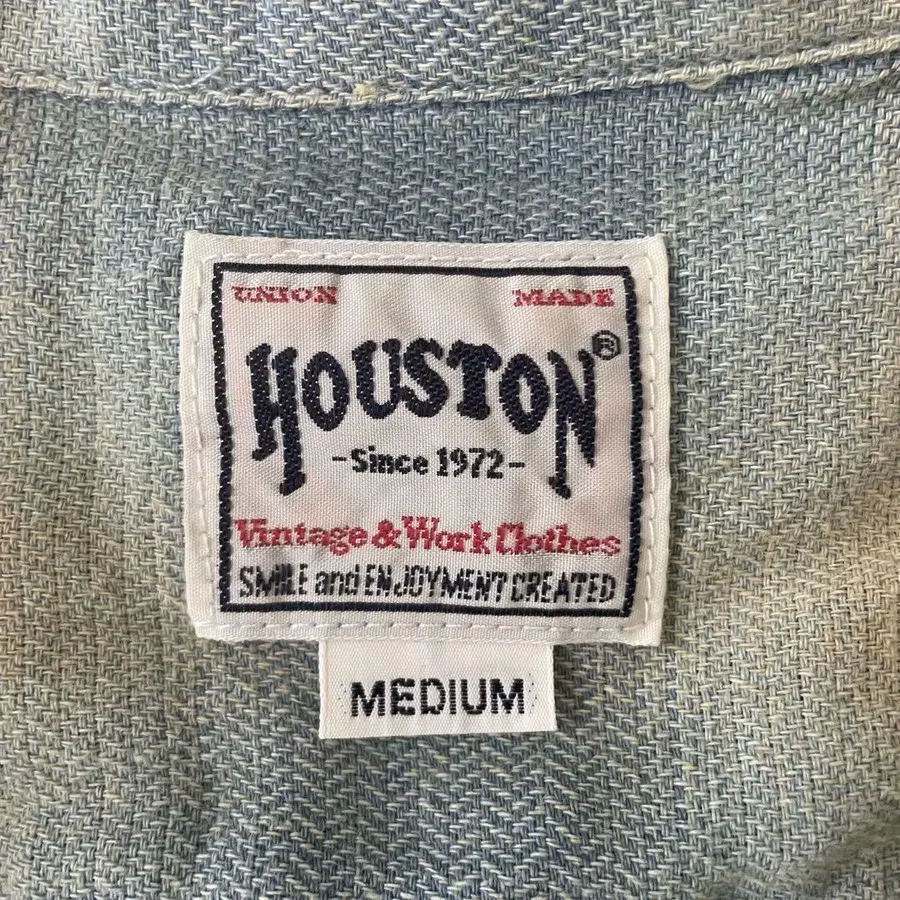 UNION MADE
HOUSTON®
-Since 1972-
Vintage & Work Clothes
SMILE and ENJOYMENT CREATED
MEDIUM